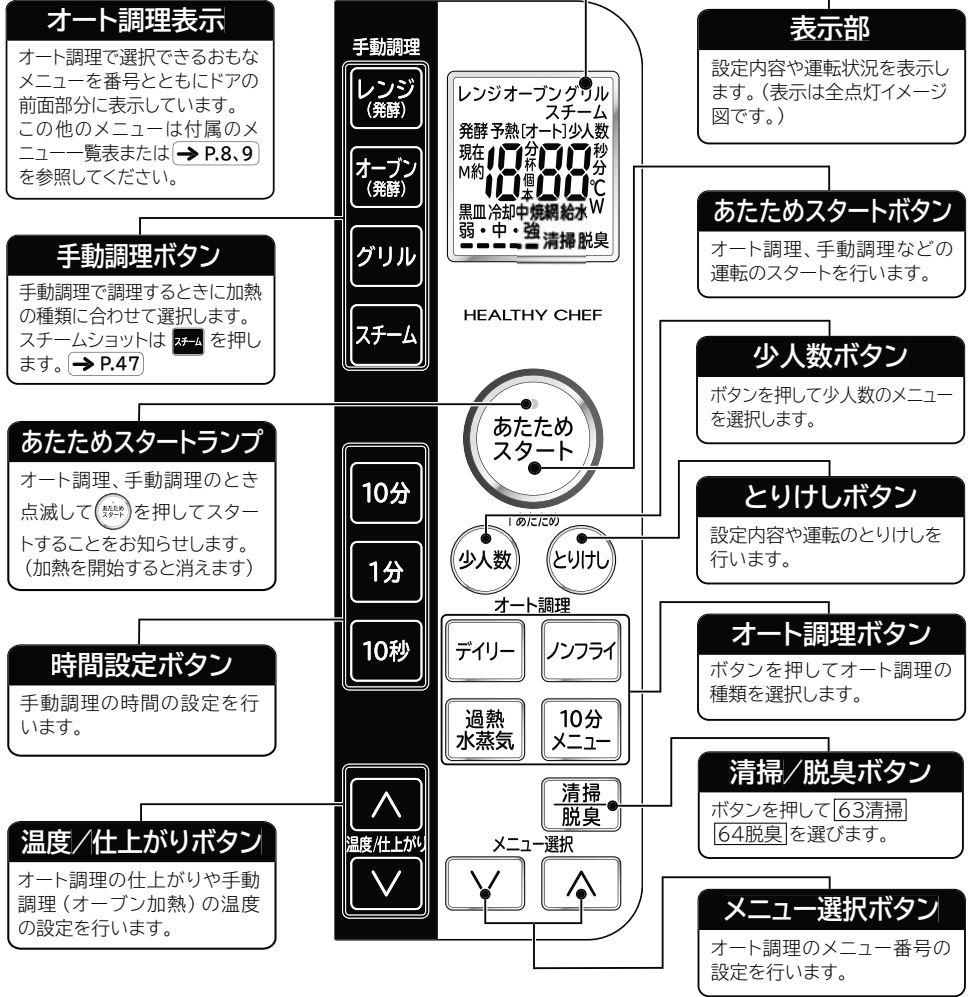 オート調理表示
オート調理で選択できるおもな
メニューを番号とともにドアの
前面部分に表示しています。
この他のメニューは付属のメ
ニュー一覧表または ➔ P.8、9
を参照してください。
手動調理ボタン
手動調理で調理するときに加熱
の種類に合わせて選択します。
スチームショットは スチーム を押し
ます。➔ P.47
あたためスタートランプ
オート調理、手動調理のとき
点滅して あたため スタート を押してスター
トすることをお知らせします。
(加熱を開始すると消えます)
時間設定ボタン
手動調理の時間の設定を行
います。
温度/仕上がりボタン
オート調理の仕上がりや手動
調理(オーブン加熱)の温度
の設定を行います。
手動調理
レンジ
(発酵)
オーブン
(発酵)
グリル
スチーム
10分
1分
10秒
温度/仕上がり
レンジオーブングリル
スチーム
発酵 予熱[オート]少人数
現在 分 秒
M約 18 杯 88 分
個 ℃
本 W
黒皿 冷却中焼網 給水
弱・中・強 清掃 脱臭
HEALTHY CHEF
あたため
スタート
少人数
とりけし
オート調理
デイリー
ノンフライ
過熱
水蒸気
10分
メニュー
清掃
脱臭
メニュー選択
表示部
設定内容や運転状況を表示し
ます。(表示は全点灯イメージ
図です。)
あたためスタートボタン
オート調理、手動調理などの
運転のスタートを行います。
少人数ボタン
ボタンを押して少人数のメニュー
を選択します。
とりけしボタン
設定内容や運転のとりけしを
行います。
オート調理ボタン
ボタンを押してオート調理の
種類を選択します。
清掃/脱臭ボタン
ボタンを押して 63清掃
64脱臭 を選びます。
メニュー選択ボタン
オート調理のメニュー番号の
設定を行います。